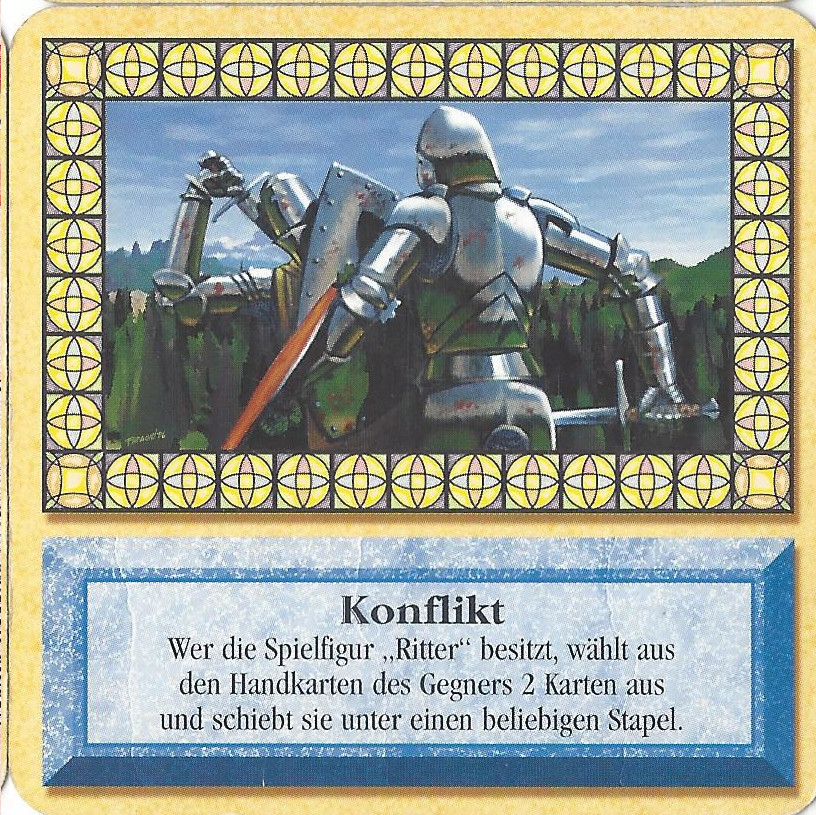 Konflikt
Wer die Spielfigur „Ritter“ besitzt, wählt aus
den Handkarten des Gegners 2 Karten aus
und schiebt sie unter einen beliebigen Stapel.